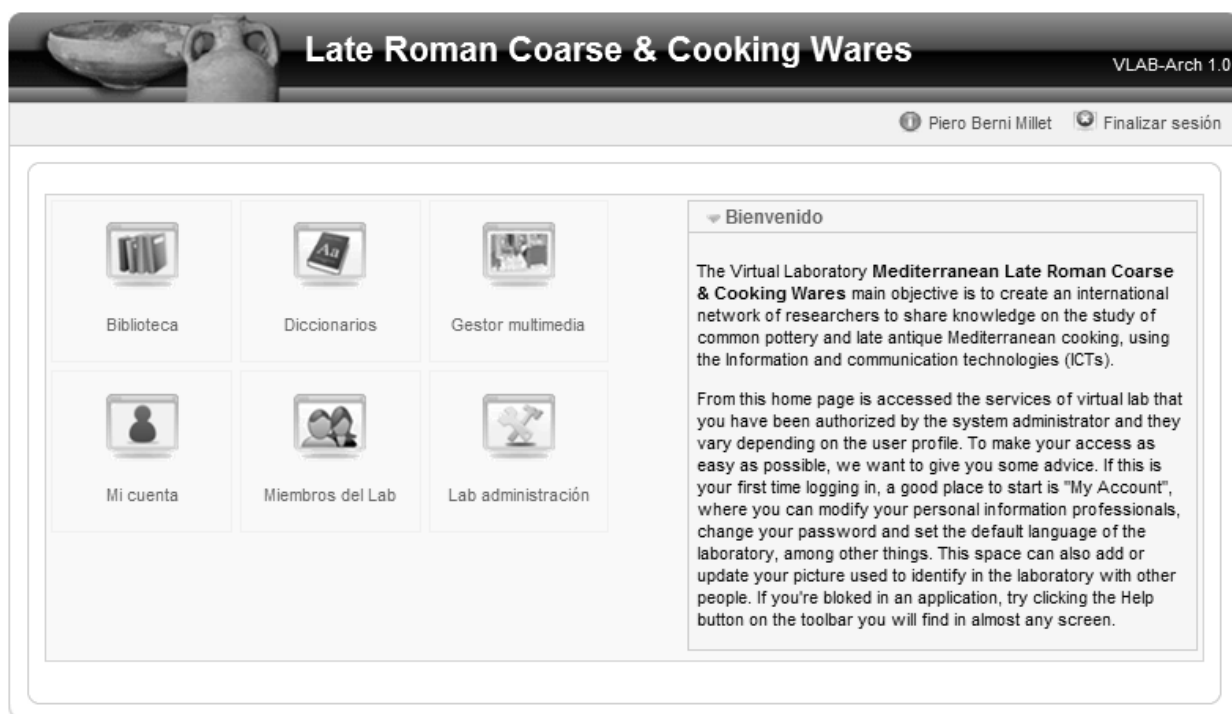 Late Roman Coarse & Cooking Wares
VLAB-Arch 1.0
Piero Berni Millet
Finalizar sesión
Biblioteca
Diccionarios
Aa
Gestor multimedia
Mi cuenta
Miembros del Lab
Lab administración
Bienvenido
The Virtual Laboratory Mediterranean Late Roman Coarse
& Cooking Wares main objective is to create an international
network of researchers to share knowledge on the study of
common pottery and late antique Mediterranean cooking, using
the Information and communication technologies (ICTs).
From this home page is accessed the services of virtual lab that
you have been authorized by the system administrator and they
vary depending on the user profile. To make your access as
easy as possible, we want to give you some advice. If this is
your first time logging in, a good place to start is "My Account",
where you can modify your personal information professionals,
change your password and set the default language of the
laboratory, among other things. This space can also add or
update your picture used to identify in the laboratory with other
people. If you're bloked in an application, try clicking the Help
button on the toolbar you will find in almost any screen.